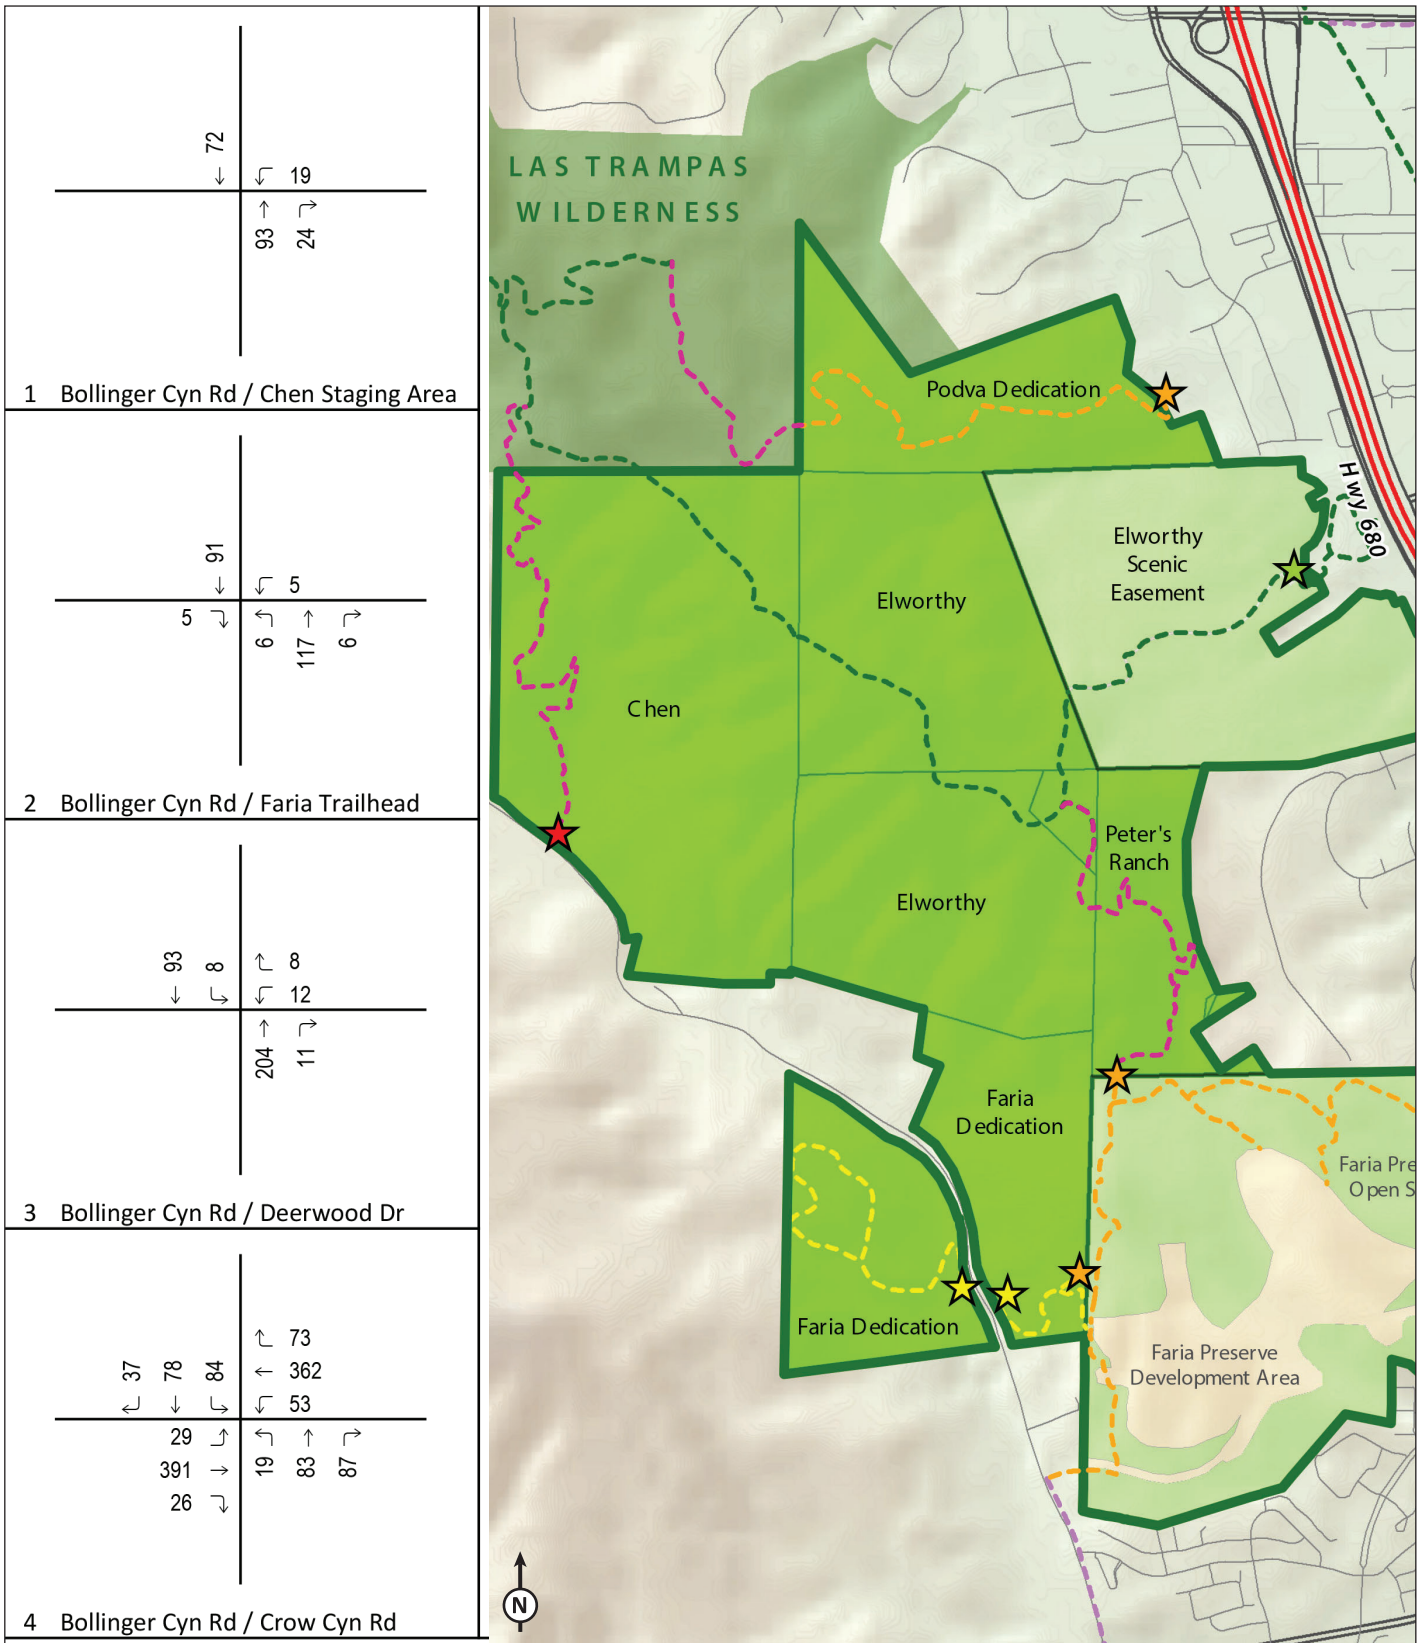 72
19
93
24
1 Bollinger Cyn Rd / Chen Staging Area
91
5
5
6
117
6
2 Bollinger Cyn Rd / Faria Trailhead
93
8
8
12
204
11
3 Bollinger Cyn Rd / Deerwood Dr
73
37
78
84
362
53
29
391
26
19
83
87
4 Bollinger Cyn Rd / Crow Cyn Rd
LAS TRAMPAS
WILDERNESS
Podva Dedication
Hwy 680
Elworthy
Scenic
Easement
Elworthy
Chen
Peter's
Ranch
Elworthy
Faria
Dedication
Faria Pre
Open S
Faria Dedication
Faria Preserve
Development Area
N